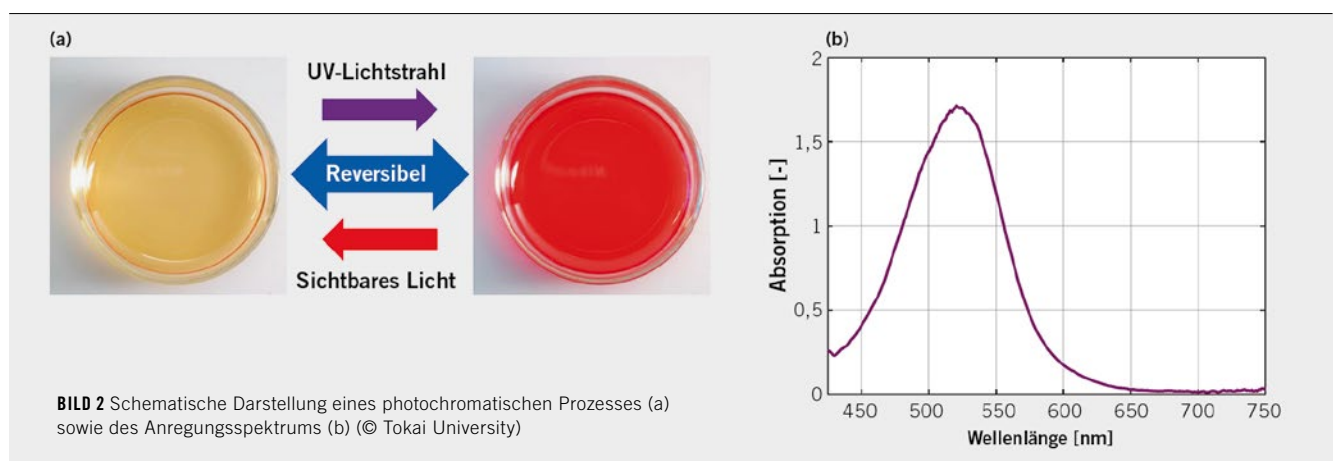 (a)
UV-Lichtstrahl
Reversibel
Sichtbares Licht
BILD 2 Schematische Darstellung eines photochromatischen Prozesses (a)
sowie des Anregungsspektrums (b) (© Tokai University)
(b)
2
1,5
1
0,5
0
Absorption [-]
450 500 550 600 650 700 750
Wellenlänge [nm]